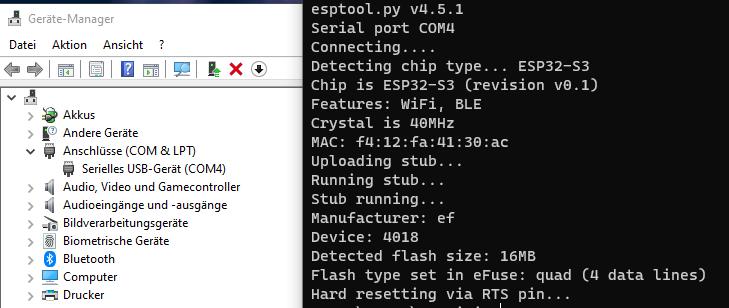 Geräte-Manager
Datei Aktion Ansicht ?
Akkus
Andere Geräte
Anschlüsse (COM & LPT)
Serielles USB-Gerät (COM4)
Audio, Video und Gamecontroller
Audioeingänge und -ausgänge
Bildverarbeitungsgeräte
Biometrische Geräte
Bluetooth
Computer
Drucker
esptool.py v4.5.1
Serial port COM4
Connecting....
Detecting chip type... ESP32-S3
Chip is ESP32-S3 (revision v0.1)
Features: WiFi, BLE
Crystal is 40MHz
MAC: f4:12:fa:41:30:ac
Uploading stub...
Running stub...
Stub running...
Manufacturer: ef
Device: 4018
Detected flash size: 16MB
Flash type set in eFuse: quad (4 data lines)
Hard resetting via RTS pin...